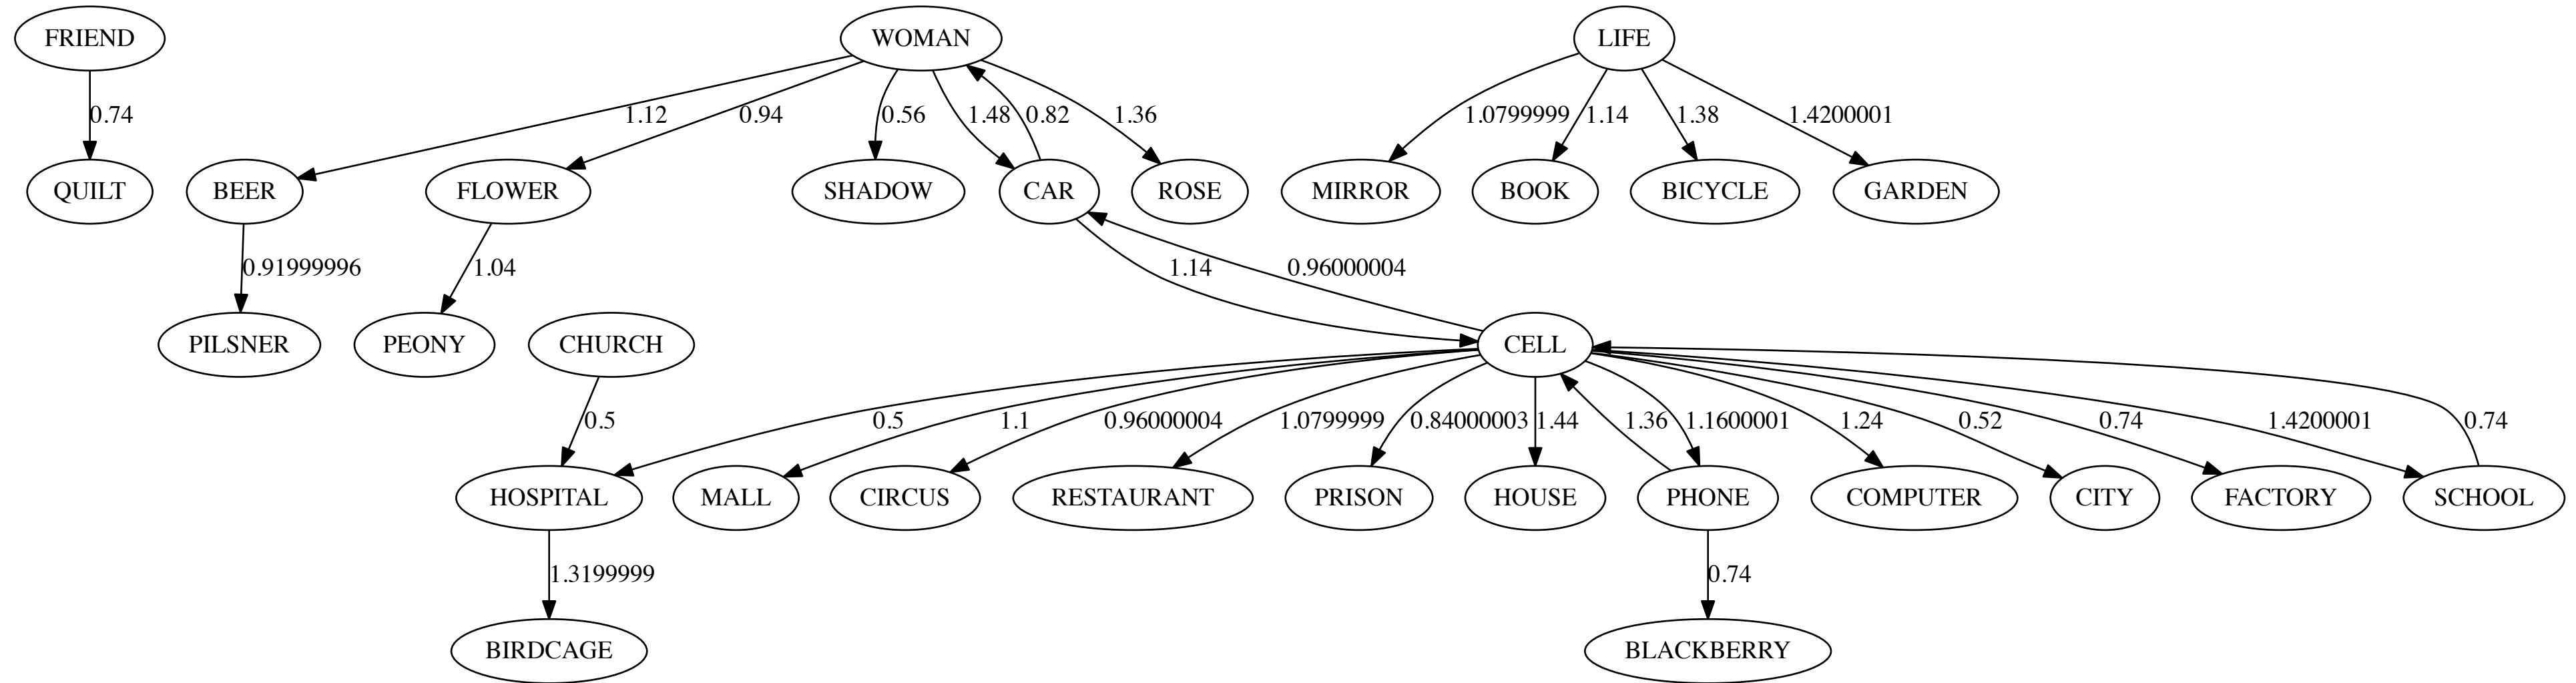 FRIEND WOMAN LIFE
0.74 1.12 0.94 0.56 1.48 0.82 1.36 1.0799999 1.14 1.38 1.4200001
QUILT BEER FLOWER SHADOW CAR ROSE MIRROR BOOK BICYCLE GARDEN
0.91999996 1.04 1.14 0.96000004
PILSNER PEONY CHURCH CELL
0.5 0.5 1.1 0.96000004 1.0799999 0.84000003 1.44 1.36 1.1600001 1.24 0.52 0.74 1.4200001 0.74
HOSPITAL MALL CIRCUS RESTAURANT PRISON HOUSE PHONE COMPUTER CITY FACTORY SCHOOL
1.3199999 0.74
BIRDCAGE BLACKBERRY